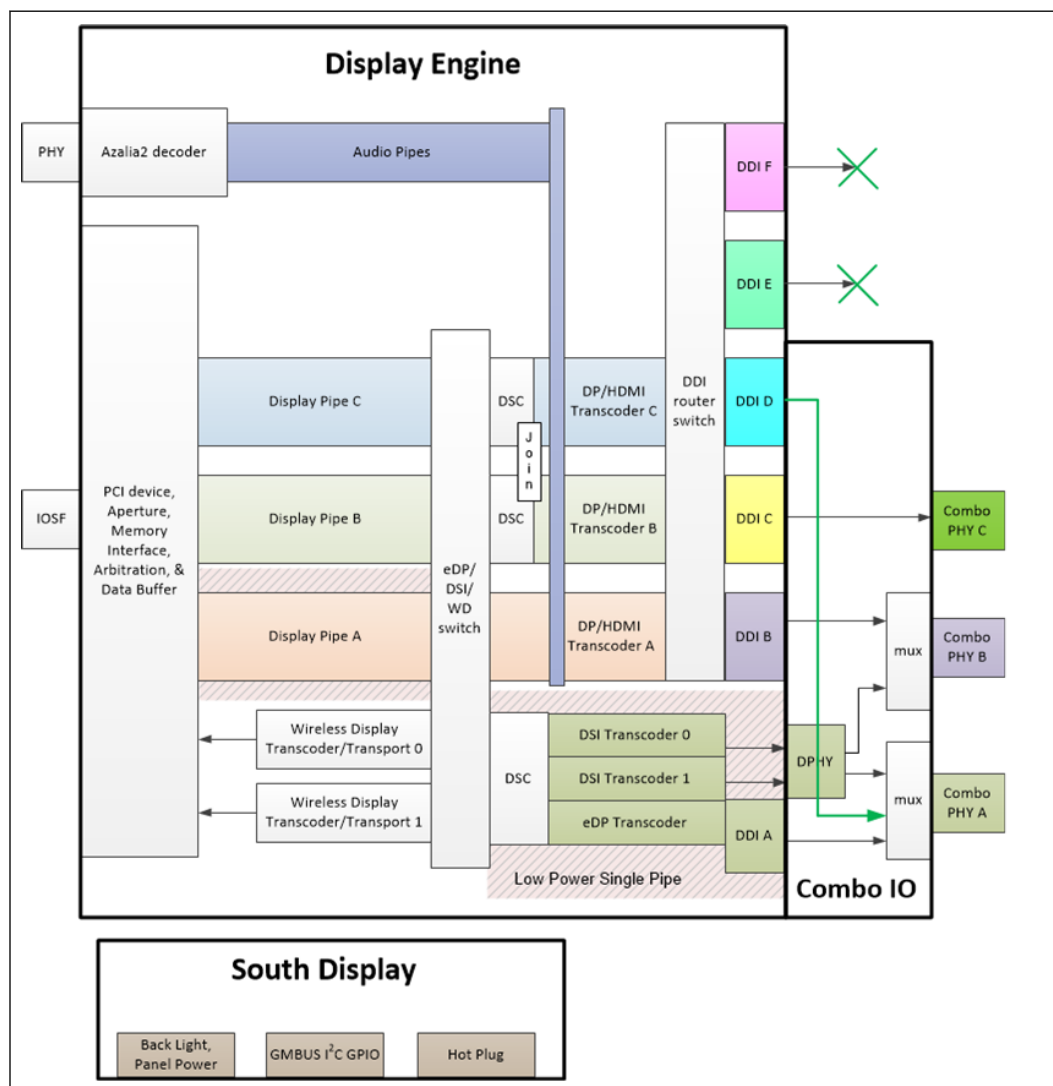 Display Engine
PHY
Azalia2 decoder
Audio Pipes
DDI F
DDI E
Display Pipe C
DSC
DP/HDMI
Transcoder C
DDI
router
switch
DDI D
Join
IOSF
PCI device,
Aperture,
Memory
Interface,
Arbitration, &
Data Buffer
Display Pipe B
DSC
DP/HDMI
Transcoder B
DDI C
Combo
PHY C
eDP/
DSI/
WD
switch
Display Pipe A
DP/HDMI
Transcoder A
DDI B
mux
Combo
PHY B
Wireless Display
Transcoder/Transport 0
DSC
DSI Transcoder 0
DPHY
DSI Transcoder 1
Wireless Display
Transcoder/Transport 1
eDP Transcoder
DDI A
mux
Combo
PHY A
Low Power Single Pipe
Combo IO
South Display
Back Light,
Panel Power
GMBUS I²C GPIO
Hot Plug